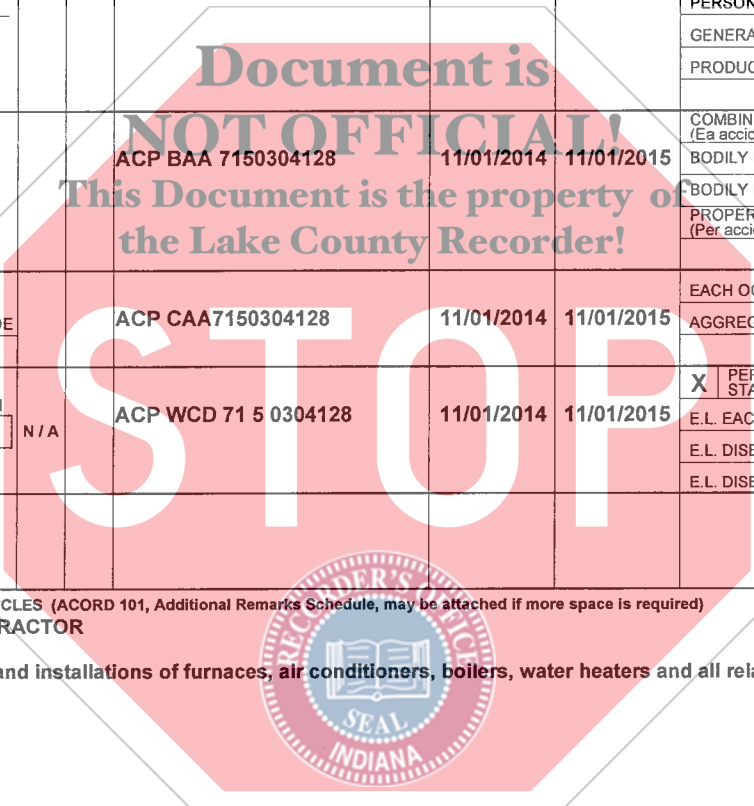 PERSON
GENERA
Document is
PRODUC
NOT OFFICIAL!
COMBIN
(Ea accid
ACP BAA 7150304128 11/01/2014 11/01/2015 BODILY
This Document is the property of
BODILY
PROPER
(Per accid
the Lake County Recorder!
EACH OC
DE ACP CAA7150304128 11/01/2014 11/01/2015 AGGREG
STOP
X PER
STA
N / A ACP WCD 71 5 0304128 11/01/2014 11/01/2015 E.L. EAC
E.L. DISE
E.L. DISE
CLES (ACORD 101, Additional Remarks Schedule, may be attached if more space is required)
RACTOR
and installations of furnaces, air conditioners, boilers, water heaters and all rela
RECORDER'S OFFICE
SEAL
INDIANA